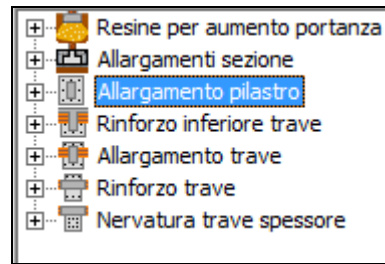 Resine per aumento portanza
Allargamenti sezione
Allargamento pilastro
Rinforzo inferiore trave
Allargamento trave
Rinforzo trave
Nervatura trave spessore